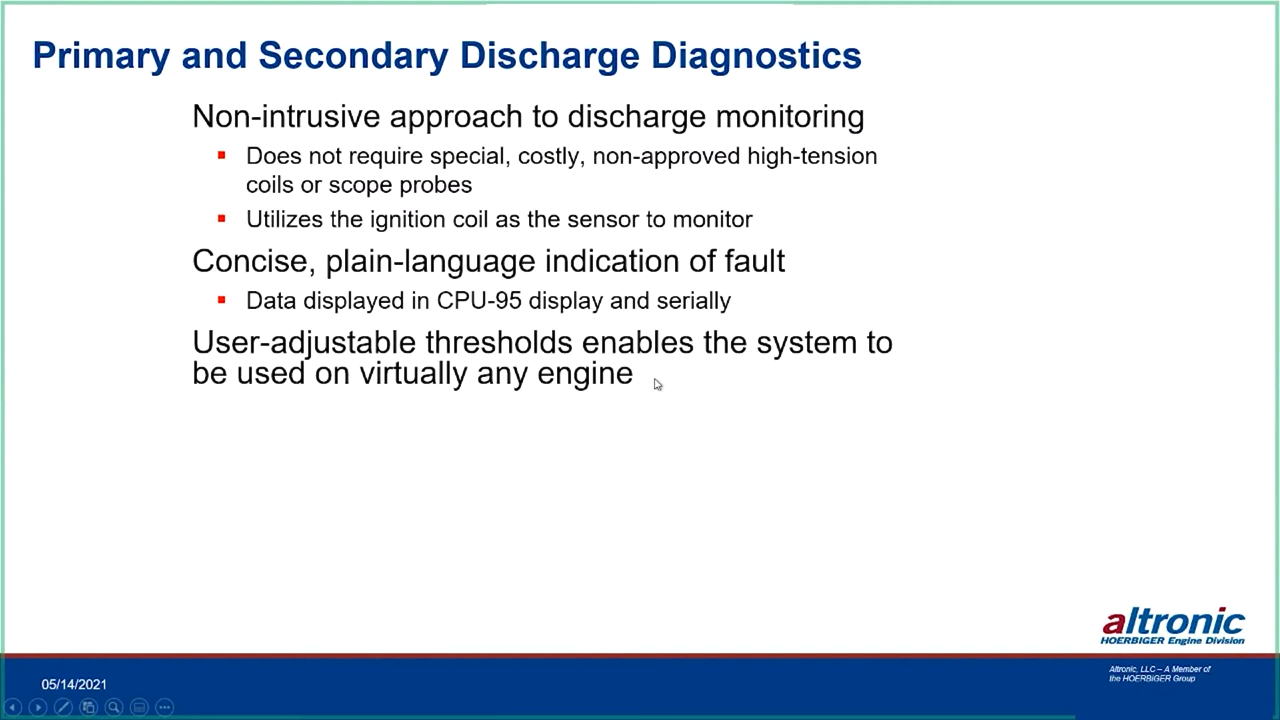 Primary and Secondary Discharge Diagnostics
Non-intrusive approach to discharge monitoring
Does not require special, costly, non-approved high-tension
coils or scope probes
Utilizes the ignition coil as the sensor to monitor
Concise, plain-language indication of fault
Data displayed in CPU-95 display and serially
User-adjustable thresholds enables the system to
be used on virtually any engine
altronic
HOERBIGER Engine Division
Altronic, LLC – A Member of
the HOERBIGER Group
05/14/2021